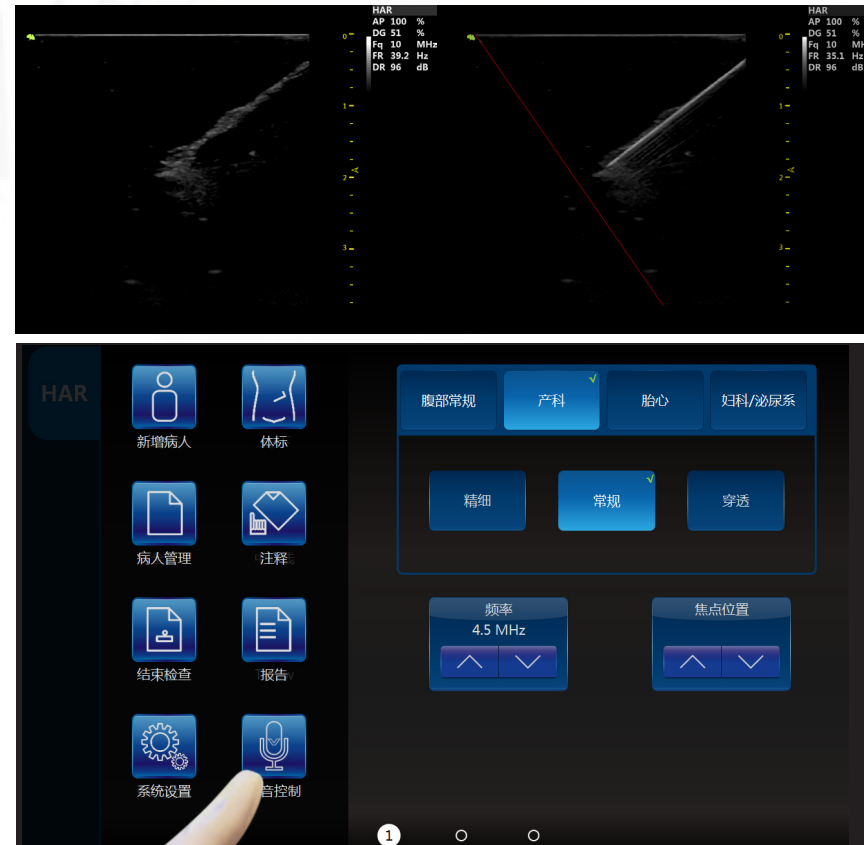 HAR
AP 100 %
DG 51 %
Fq 10 MHz
FR 39.2 Hz
DR 96 dB
0
1
2
3
HAR
AP 100 %
DG 51 %
Fq 10 MH
FR 35.1 Hz
DR 96 dB
0
1
2
3
HAR
新增病人
体标
病人管理
注释
结束检查
报告
系统设置
音控制
腹部常规
产科
胎心
妇科/泌尿系
精细
常规
穿透
频率
4.5 MHz
焦点位置
1